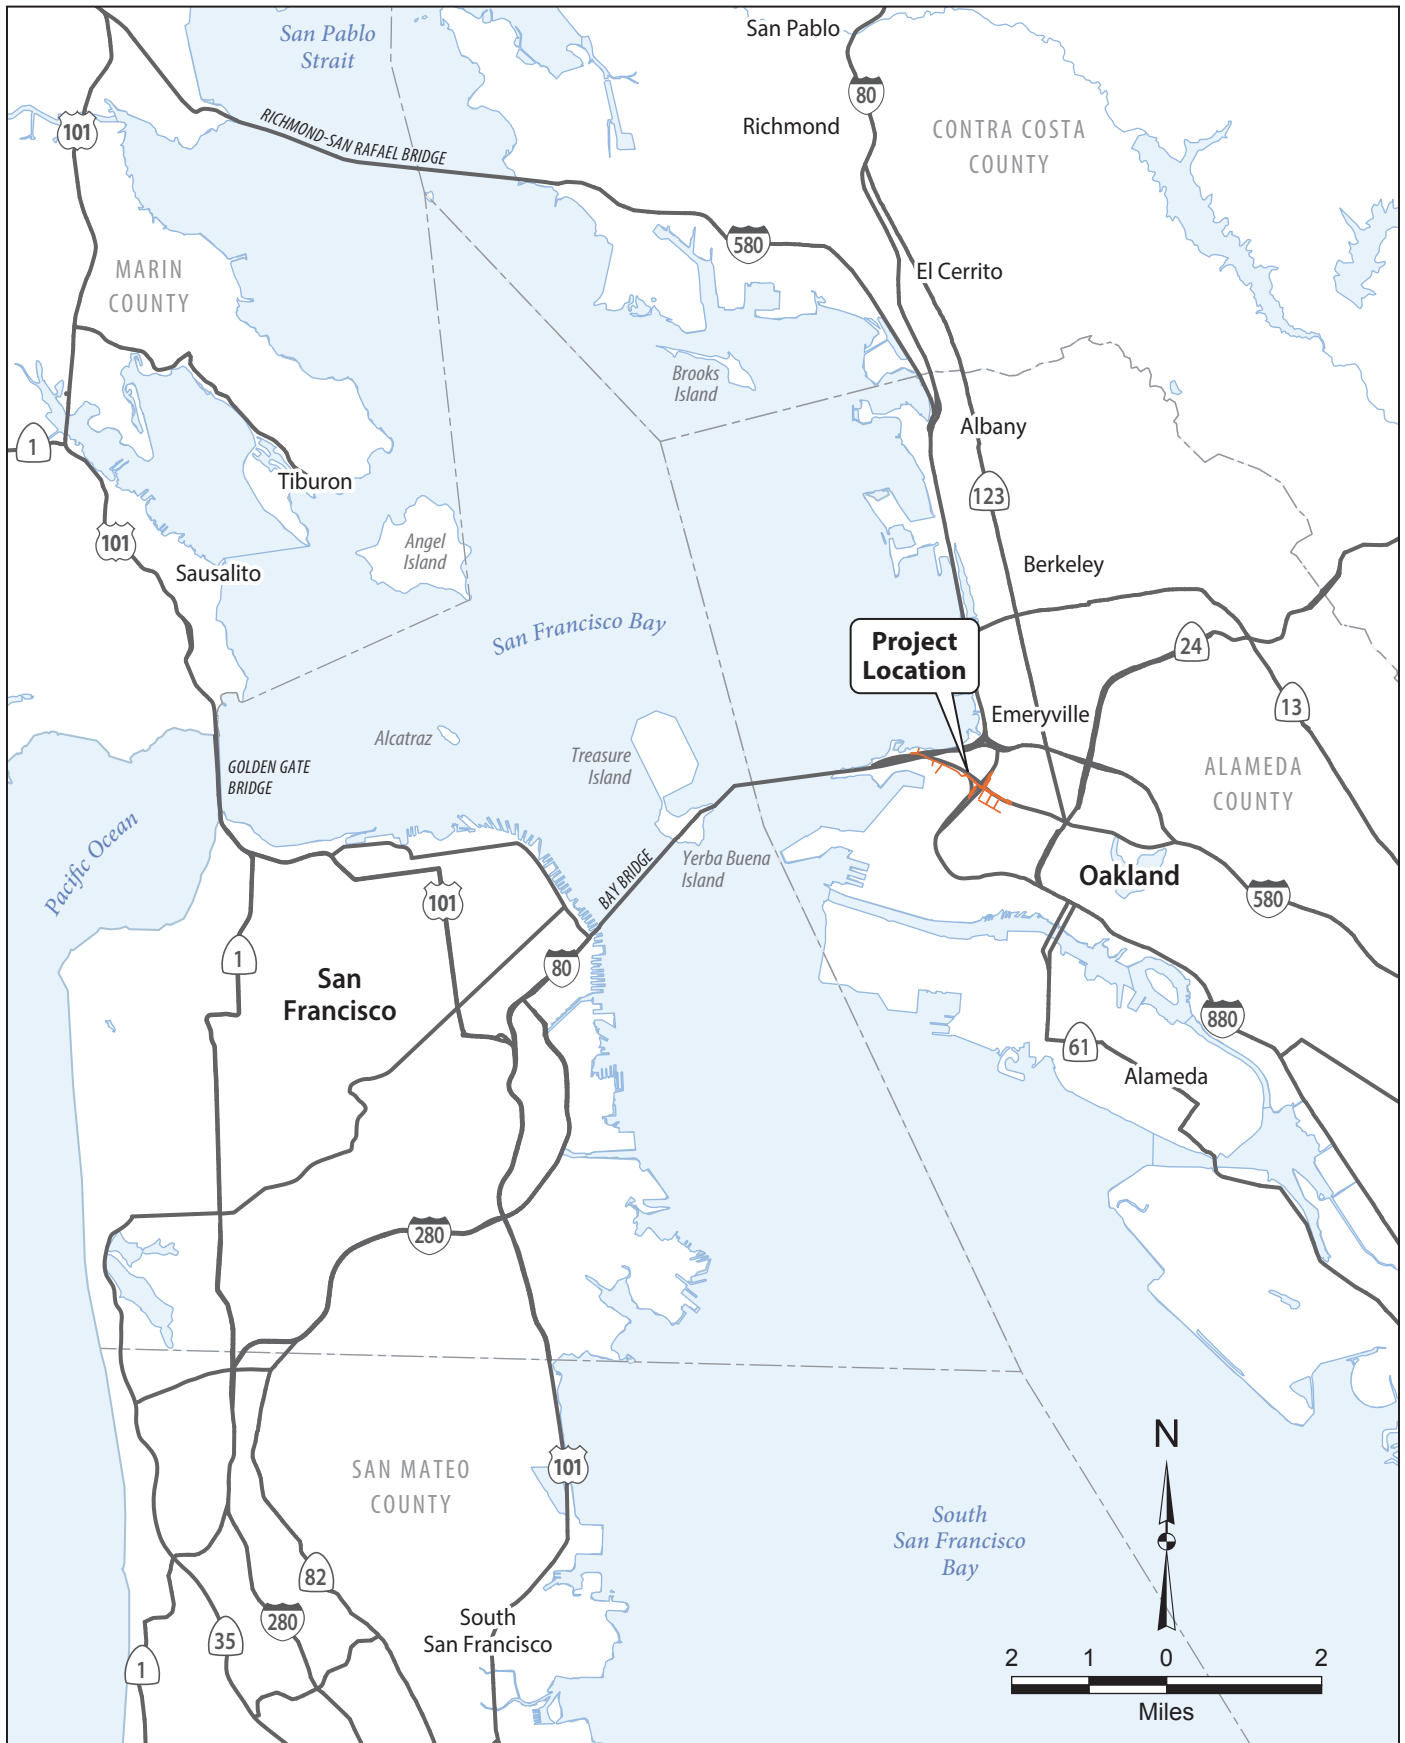 San Pablo
Strait
San Pablo
80
101
RICHMOND-SAN RAFAEL BRIDGE
Richmond
CONTRA COSTA
COUNTY
580
MARIN
COUNTY
El Cerrito
Brooks
Island
1
Albany
Tiburon
123
101
Angel
Island
Sausalito
Berkeley
San Francisco Bay
Project
Location
24
13
Emeryville
Alcatraz
Treasure
Island
GOLDEN GATE
BRIDGE
ALAMEDA
COUNTY
Pacific Ocean
BAY BRIDGE
Yerba Buena
Island
Oakland
101
580
1
80
San
Francisco
880
61
Alameda
280
N
SAN MATEO
COUNTY
101
South
San Francisco
Bay
82
280
35
South
San Francisco
1
2 1 0 2
Miles